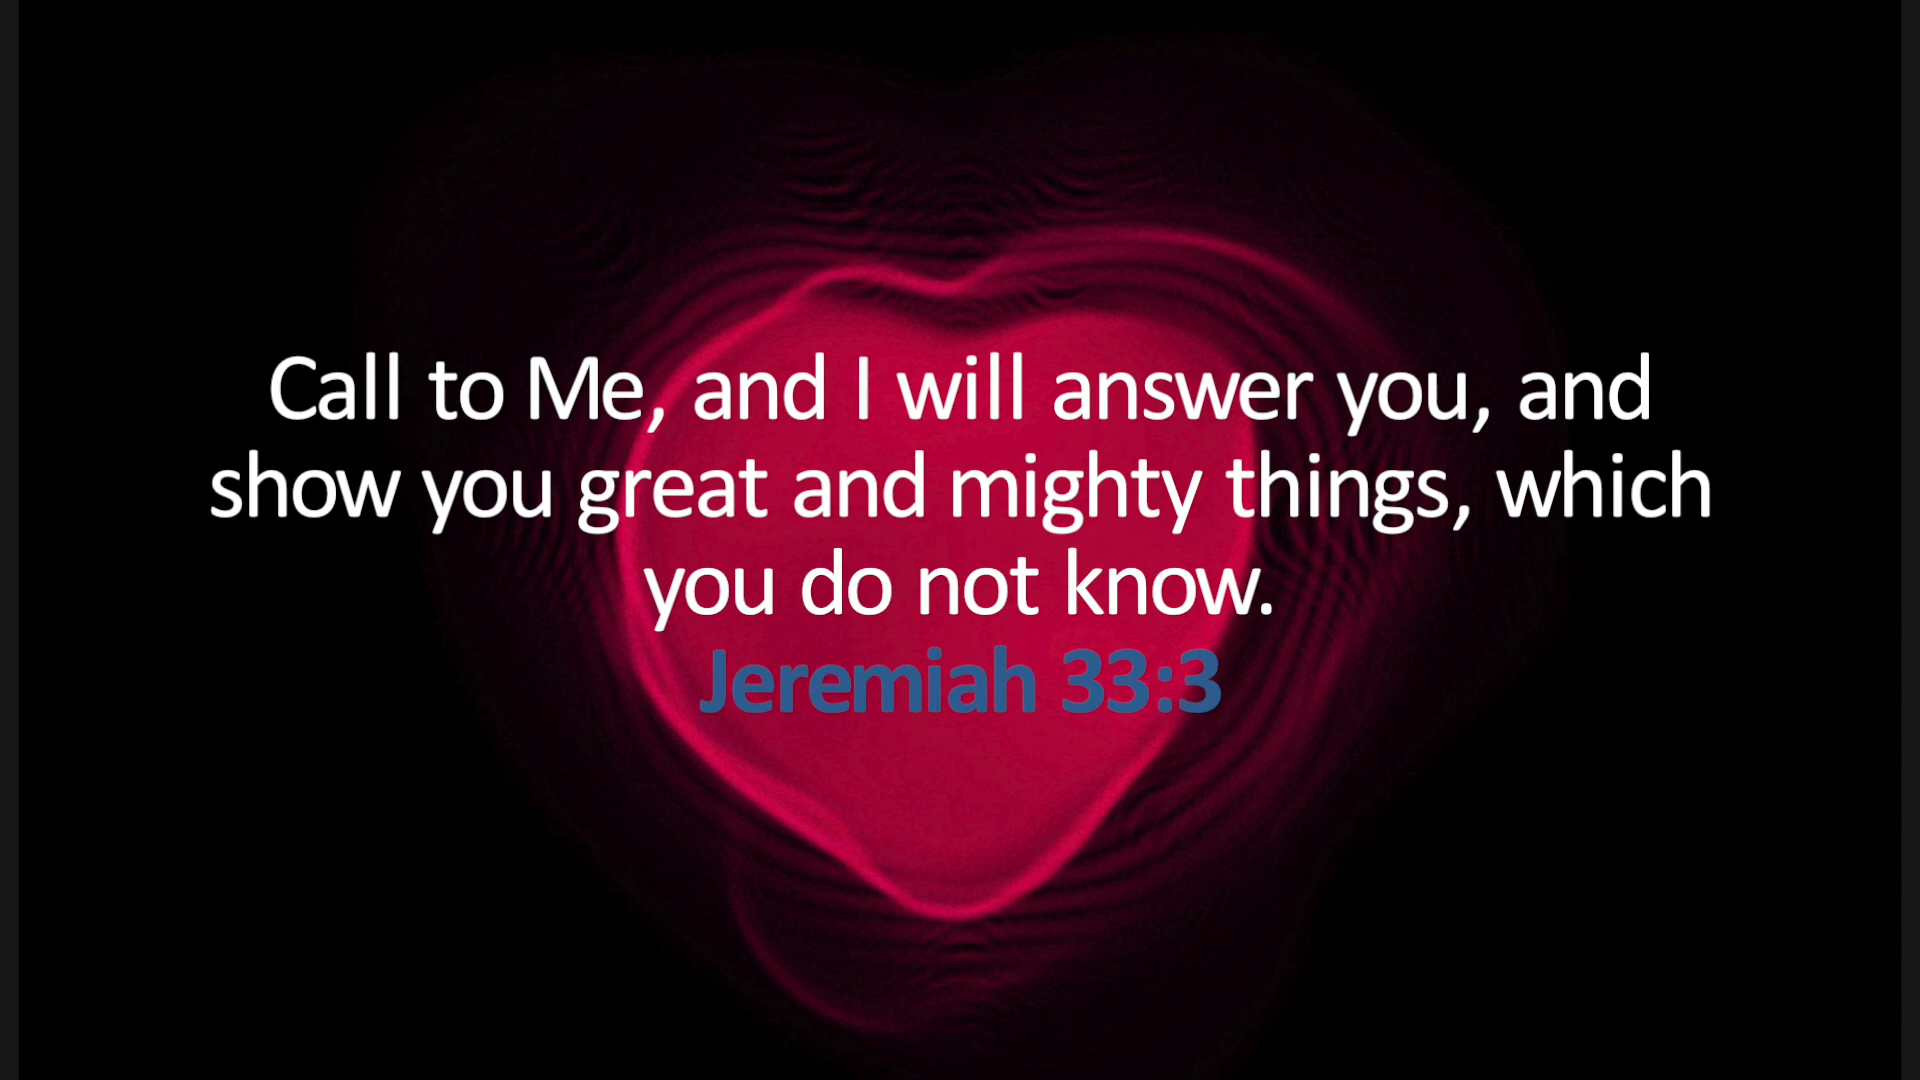 Call to Me, and I will answer you, and
show you great and mighty things, which
you do not know.
Jeremiah 33:3